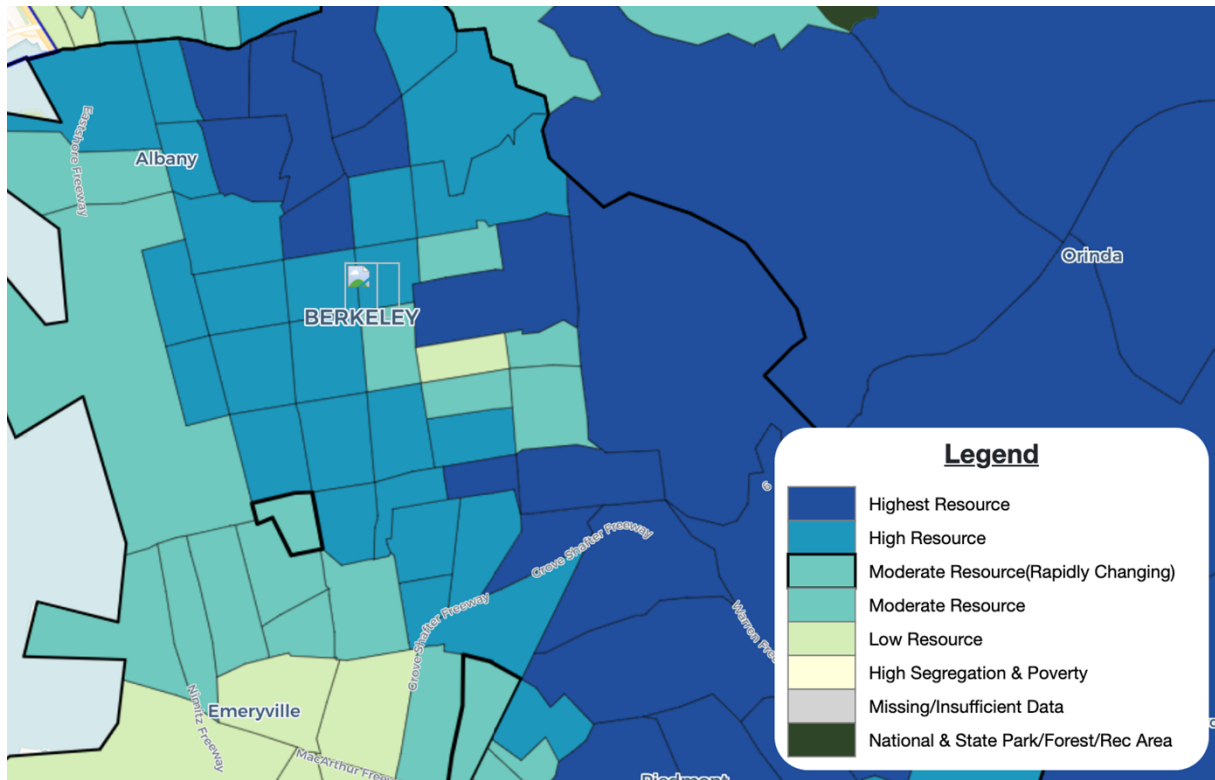 Eastshore Freeway
Albany
Orinda
BERKELEY
Legend
Highest Resource
High Resource
Moderate Resource(Rapidly Changing)
Moderate Resource
Low Resource
High Segregation & Poverty
Missing/Insufficient Data
National & State Park/Forest/Rec Area
Grove Shafter Freeway
Grove Shafter Freeway
Warren
Nimitz Freeway
Emeryville
MacArthur
Piedmont